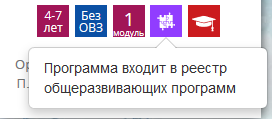 4-7 лет
Без ОВЗ
1 модуль
Программа входит в реестр
общеразвивающих программ